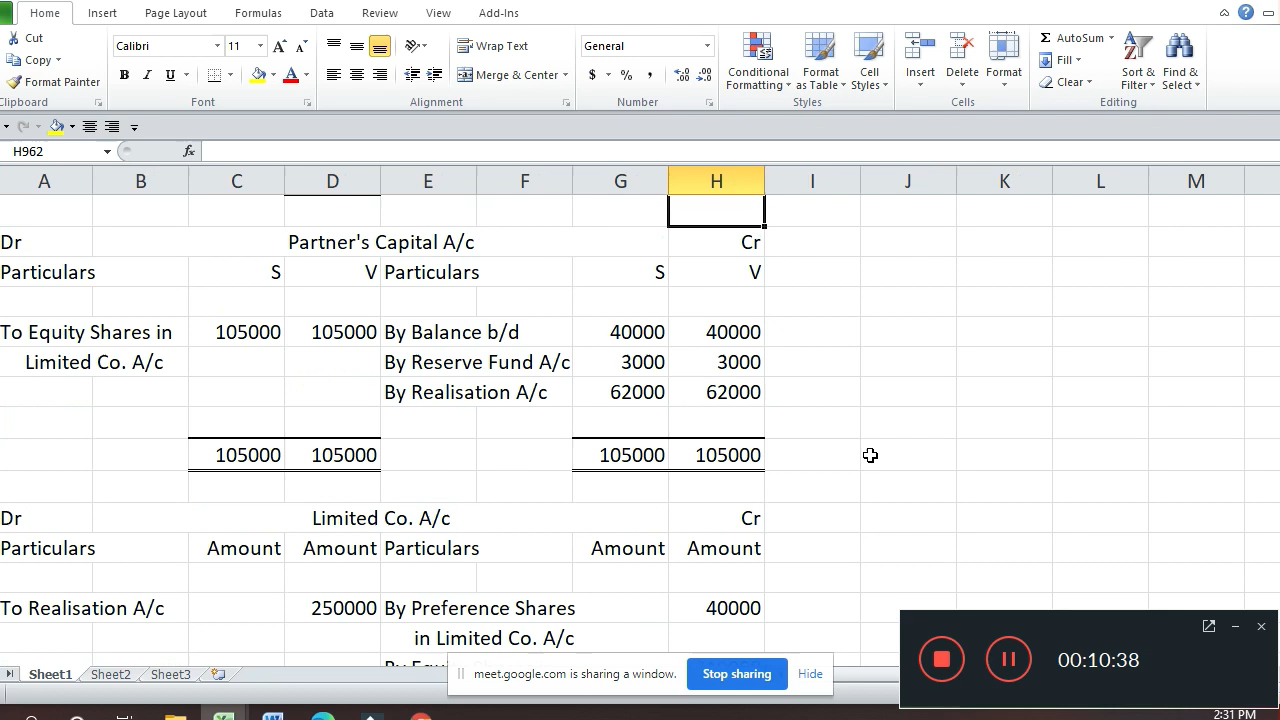 Home Insert Page Layout Formulas Data Review View Add-Ins
Cut Calibri 11 Wrap Text General AutoSum
Copy Fill
Format Painter Merge & Center $ % , Conditional Formatting Format as Table Cell Styles Insert Delete Format Clear Sort & Filter Find & Select
Clipboard Font Alignment Number Styles Cells Editing
H962 fx
A B C D E F G H I J K L M
Dr Partner's Capital A/c Cr
Particulars S V Particulars S V
To Equity Shares in 105000 105000 By Balance b/d 40000 40000
Limited Co. A/c By Reserve Fund A/c 3000 3000
By Realisation A/c 62000 62000
105000 105000 105000 105000
Dr Limited Co. A/c Cr
Particulars Amount Amount Particulars Amount Amount
To Realisation A/c 250000 By Preference Shares 40000
in Limited Co. A/c
Sheet1 Sheet2 Sheet3
meet.google.com is sharing a window. Stop sharing Hide
00:10:38
2:31 PM